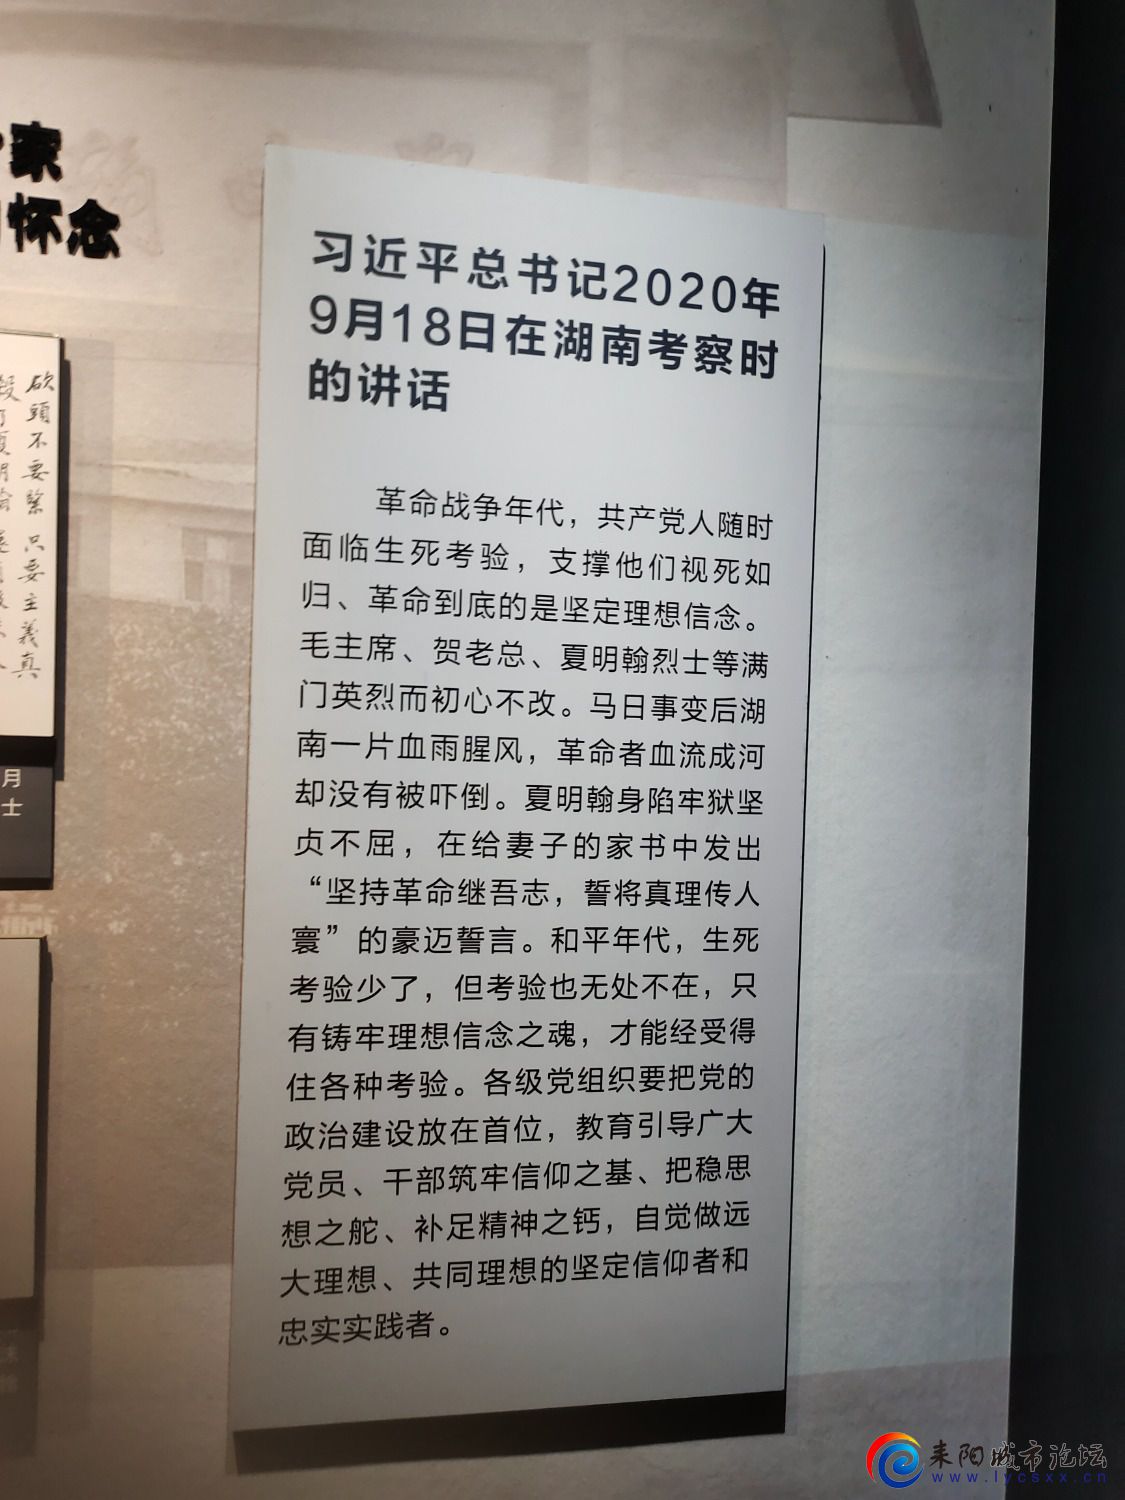 家
怀念
砍頭不要緊 只要主義真
月
士
习近平总书记2020年
9月18日在湖南考察时
的讲话
革命战争年代，共产党人随时
面临生死考验，支撑他们视死如
归、革命到底的是坚定理想信念。
毛主席、贺老总、夏明翰烈士等满
门英烈而初心不改。马日事变后湖
南一片血雨腥风，革命者血流成河
却没有被吓倒。夏明翰身陷牢狱坚
贞不屈，在给妻子的家书中发出
“坚持革命继吾志，誓将真理传人
寰”的豪迈誓言。和平年代，生死
考验少了，但考验也无处不在，只
有铸牢理想信念之魂，才能经受得
住各种考验。各级党组织要把党的
政治建设放在首位，教育引导广大
党员、干部筑牢信仰之基、把稳思
想之舵、补足精神之钙，自觉做远
大理想、共同理想的坚定信仰者和
忠实实践者。
耒阳城市论坛
www.lycsxx.cn